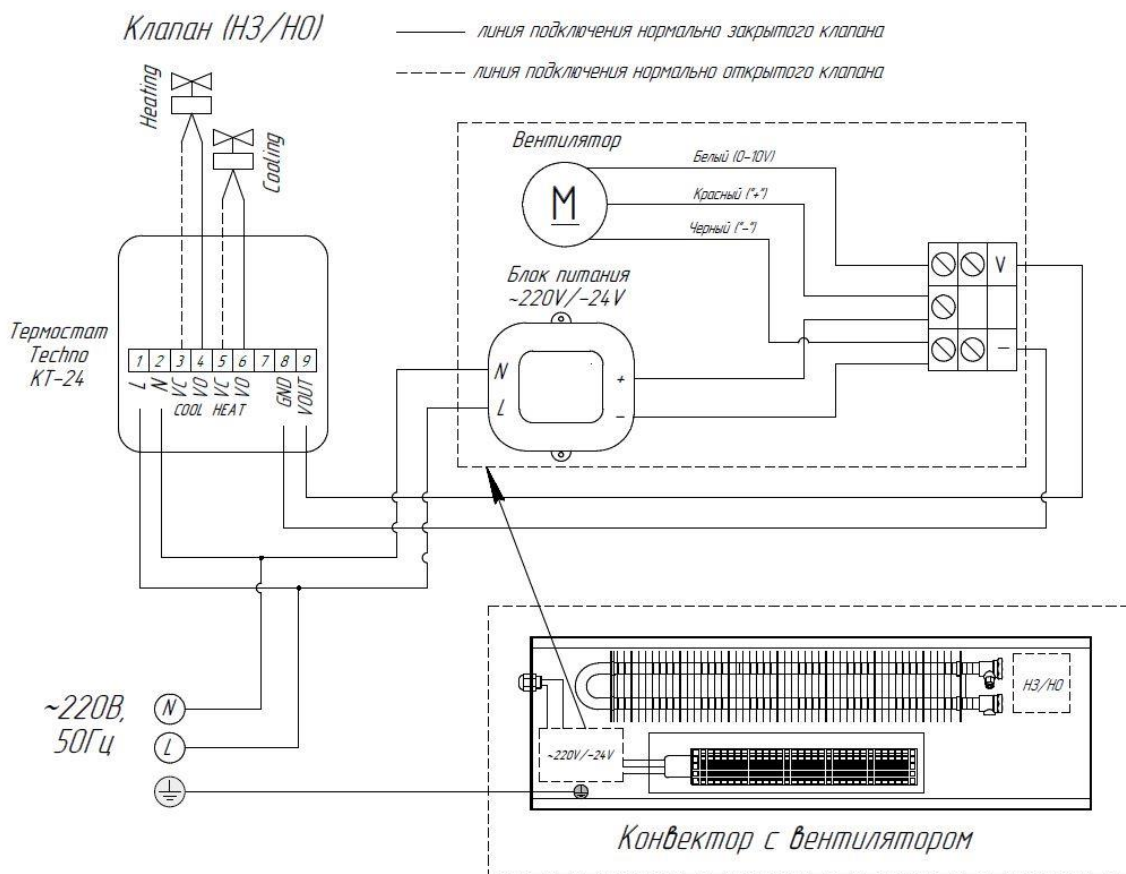 Клапан (НЗ/НО)
линия подключения нормально закрытого клапана
линия подключения нормально открытого клапана
Heating
Cooling
Вентилятор
M
Белый (0-10V)
Красный ("+")
Черный ("-")
V
−
Блок питания
~220V/-24V
N
L
+
−
Термостат
Techno
КТ-24
1 2 3 4 5 6 7 8 9
L N VC VO VC VO GND VOUT
COOL HEAT
~220В,
50Гц
N
L
НЗ/НО
~220V/-24V
Конвектор с вентилятором